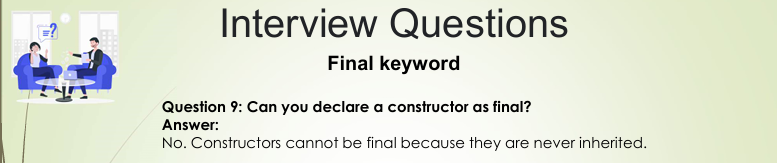 Interview Questions
Final keyword
Question 9: Can you declare a constructor as final?
Answer:
No. Constructors cannot be final because they are never inherited.